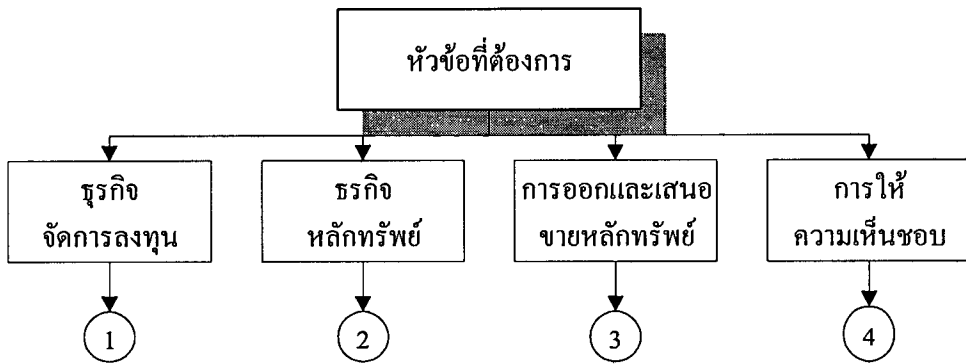 หัวข้อที่ต้องการ
ธุรกิจ
จัดการลงทุน
ธรกิจ
หลักทรัพย์
การออกและเสนอ
ขายหลักทรัพย์
การให้
ความเห็นชอบ
1
2
3
4